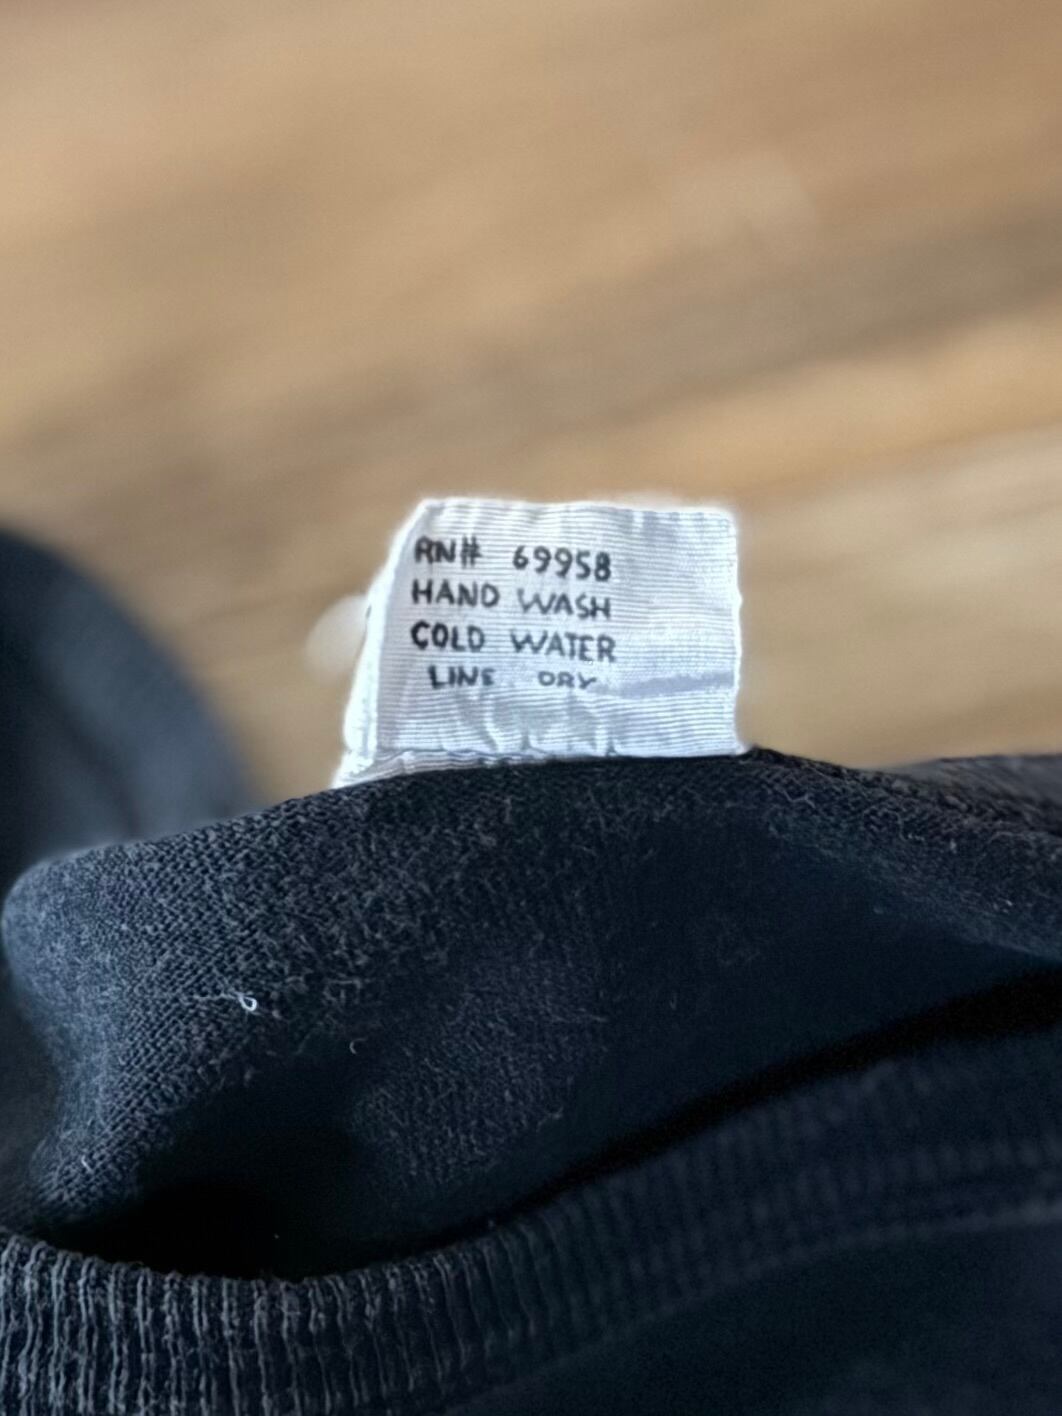 RN# 69958
HAND WASH
COLD WATER
LINE DRY